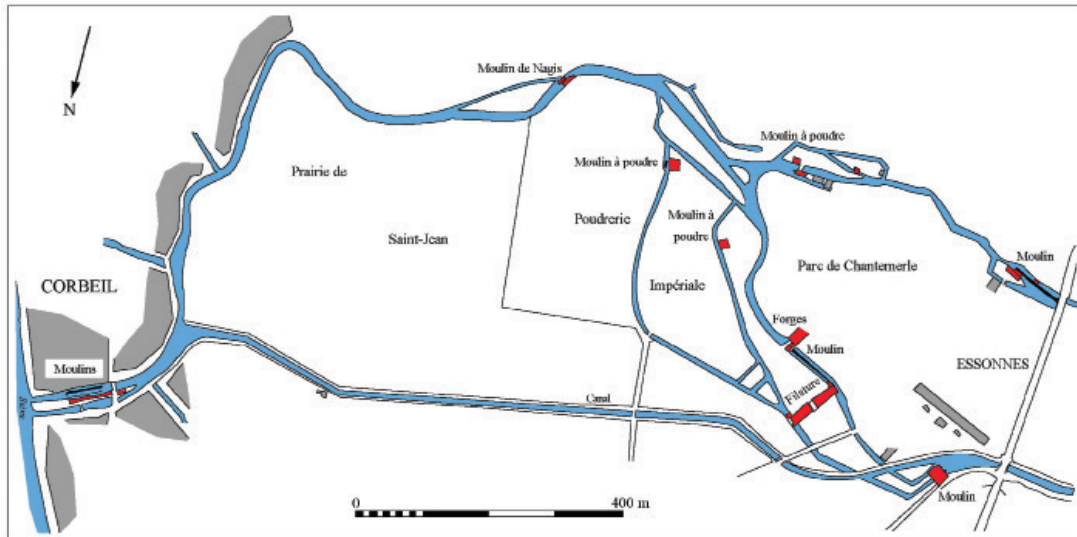 N
Moulin de Nagis
Moulin à poudre
Moulin à poudre
Prairie de
Moulin à
poudre
Poudrerie
Saint-Jean
Parc de Chantemerle
Moulin
CORBEIL
Impériale
Forges
Moulin
ESSONNES
Moulins
Filature
Canal
Seine
Moulin
0
400 m